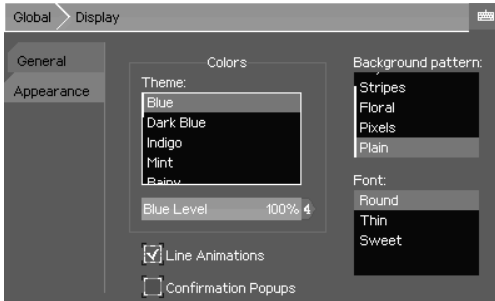 Global Display
General
Appearance
Colors
Theme:
Blue
Dark Blue
Indigo
Mint
Rainy
Blue Level 100% 4
Line Animations
Confirmation Popups
Background pattern:
Stripes
Floral
Pixels
Plain
Font:
Round
Thin
Sweet